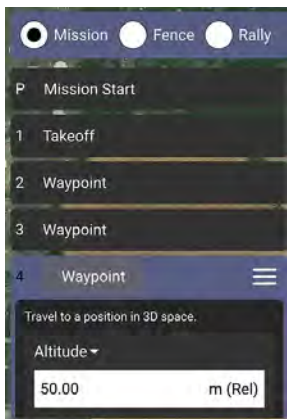 Mission Fence Rally
P Mission Start
1 Takeoff
2 Waypoint
3 Waypoint
4 Waypoint
Travel to a position in 3D space.
Altitude
50.00 m (Rel)